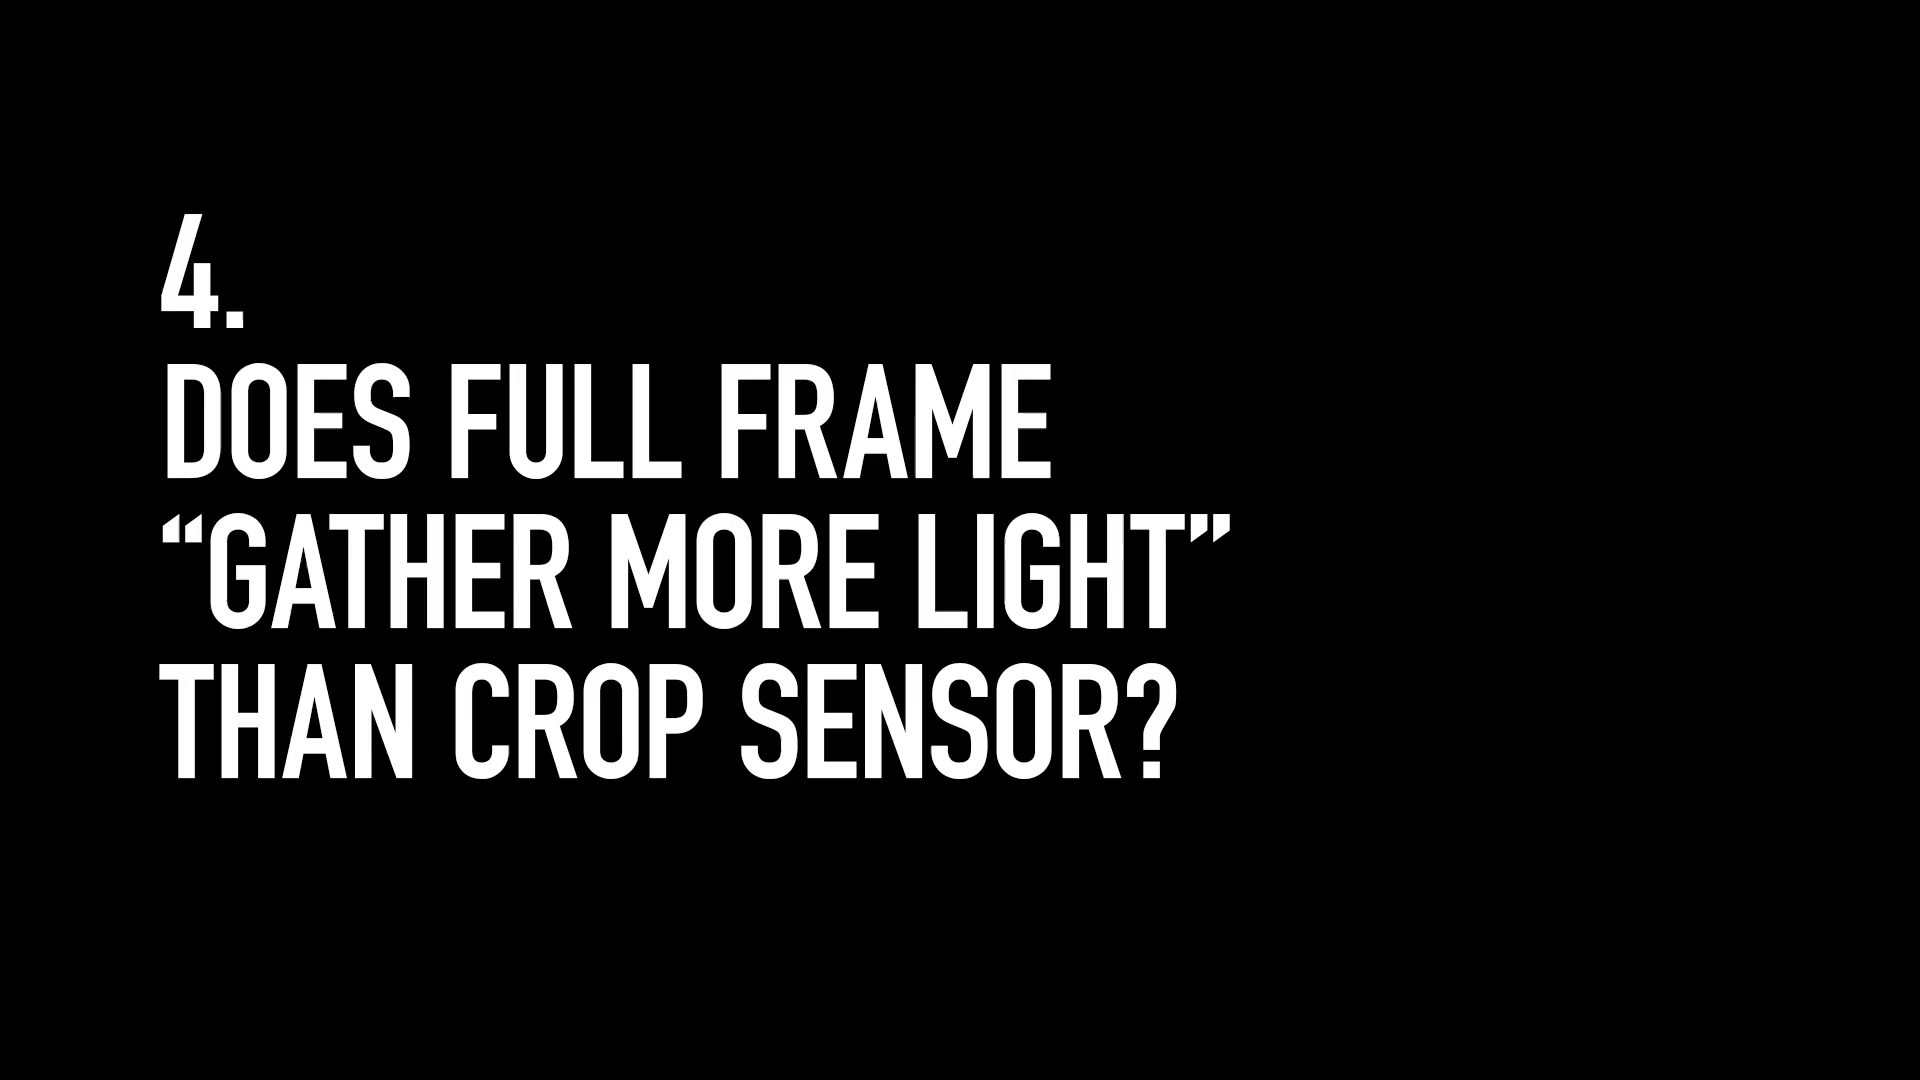 4.
DOES FULL FRAME
“GATHER MORE LIGHT”
THAN CROP SENSOR?